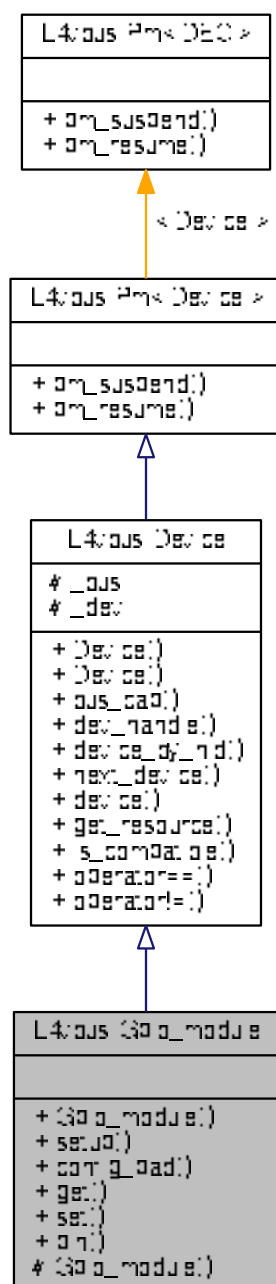 L4vbus::Pm< DEC >
+ pm_suspend()
+ pm_resume()
< Device >
L4vbus::Pm< Device >
+ pm_suspend()
+ pm_resume()
L4vbus::Device
# _bus
# _dev
+ Device()
+ Device()
+ bus_cap()
+ dev_handle()
+ device_by_hid()
+ next_device()
+ device()
+ get_resource()
+ is_compatible()
+ operator==()
+ operator!=()
L4vbus::Gpio_module
+ Gpio_module()
+ setup()
+ config_pad()
+ get()
+ set()
+ pin()
# Gpio_module()